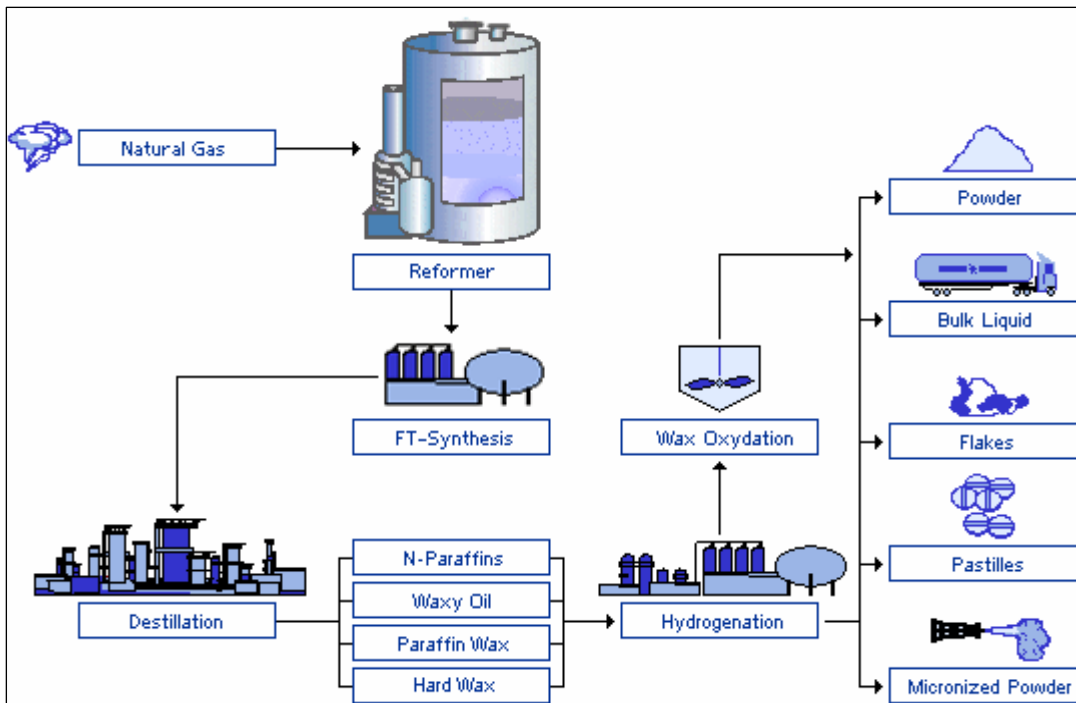 Natural Gas
Reformer
FT-Synthesis
Destillation
N-Paraffins
Waxy Oil
Paraffin Wax
Hard Wax
Hydrogenation
Wax Oxydation
Powder
Bulk Liquid
Flakes
Pastilles
Micronized Powder